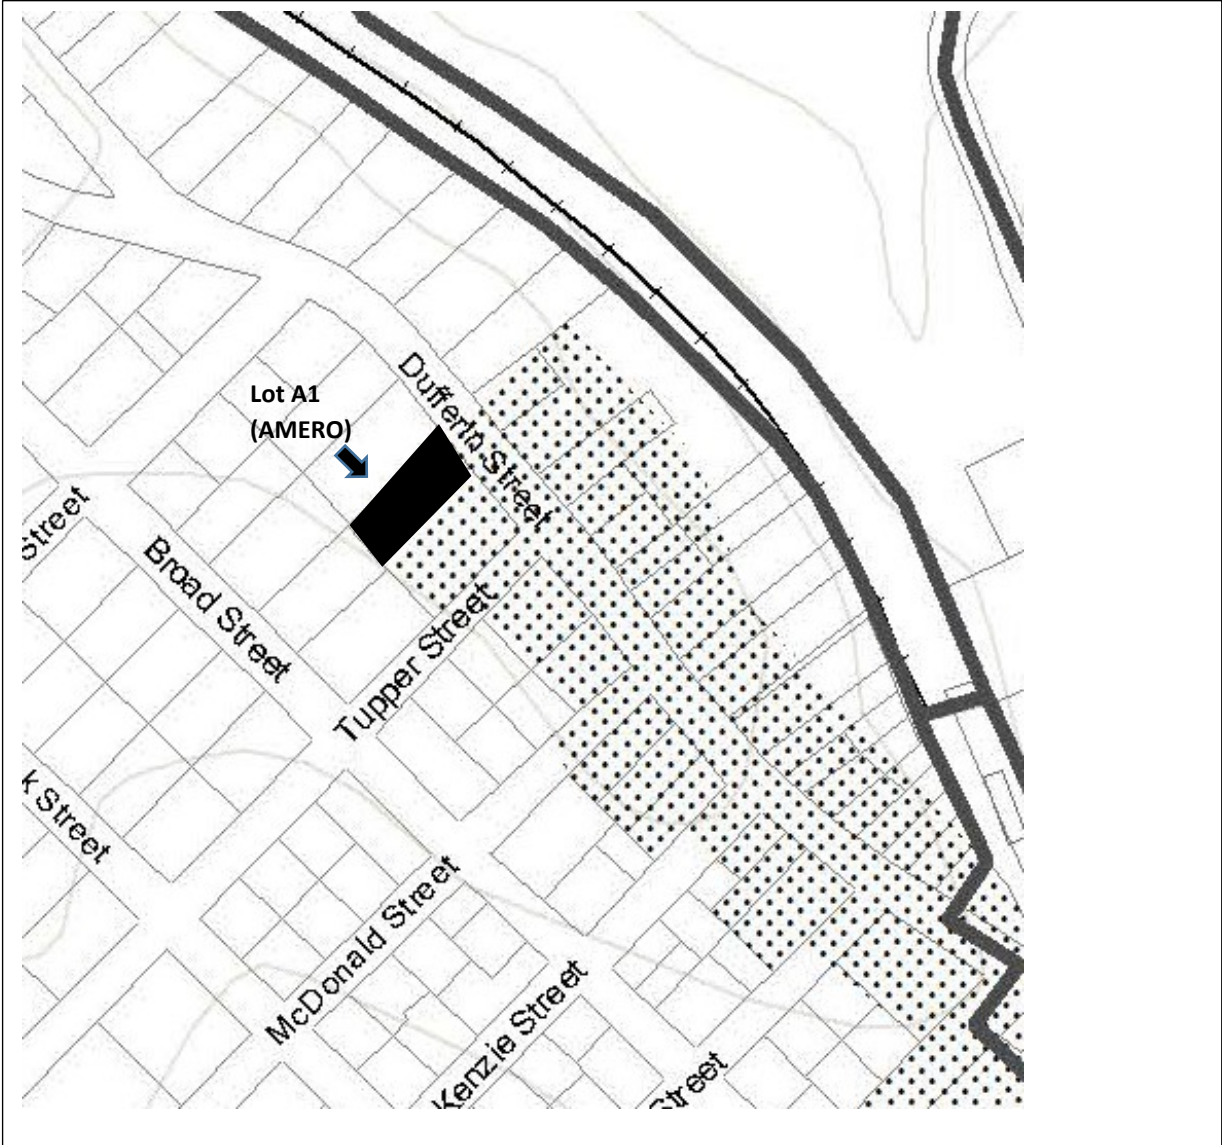 Dufferin Street
Lot A1
(AMERO)
Street
Broad Street
Tupper Street
k Street
McDonald Street
Kenzie Street
Street